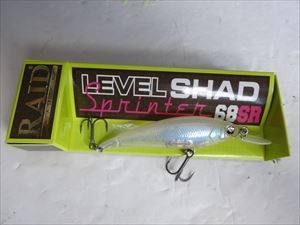 RAID
LEVEL SHAD
Sprinter
68SR